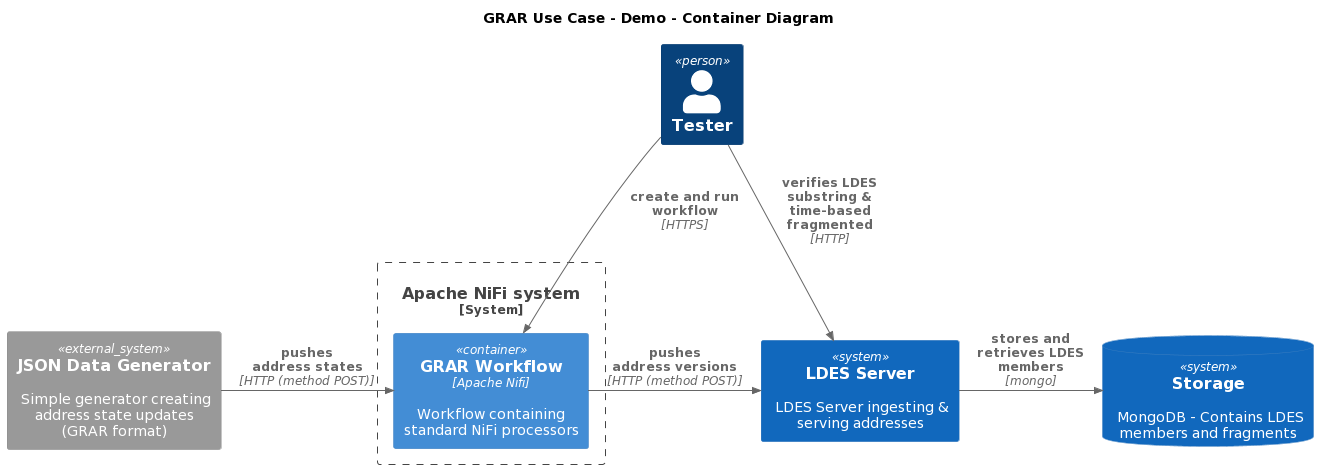 GRAR Use Case - Demo - Container Diagram
«person»
Tester
create and run
workflow
[HTTPS]
verifies LDES
substring &
time-based
fragmented
[HTTP]
Apache NiFi system
[System]
«external_system»
JSON Data Generator
Simple generator creating
address state updates
(GRAR format)
pushes
address states
[HTTP (method POST)]
«container»
GRAR Workflow
[Apache Nifi]
Workflow containing
standard NiFi processors
pushes
address versions
[HTTP (method POST)]
«system»
LDES Server
LDES Server ingesting &
serving addresses
stores and
retrieves LDES
members
[mongo]
«system»
Storage
MongoDB - Contains LDES
members and fragments